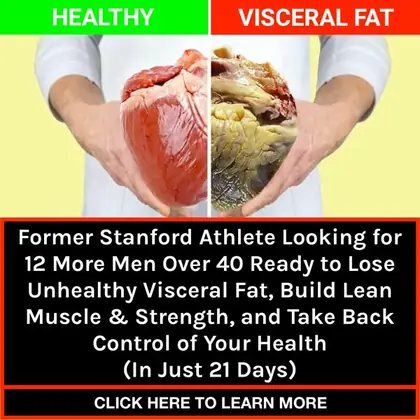 HEALTHY
VISCERAL FAT
Former Stanford Athlete Looking for
12 More Men Over 40 Ready to Lose
Unhealthy Visceral Fat, Build Lean
Muscle & Strength, and Take Back
Control of Your Health
(In Just 21 Days)
CLICK HERE TO LEARN MORE